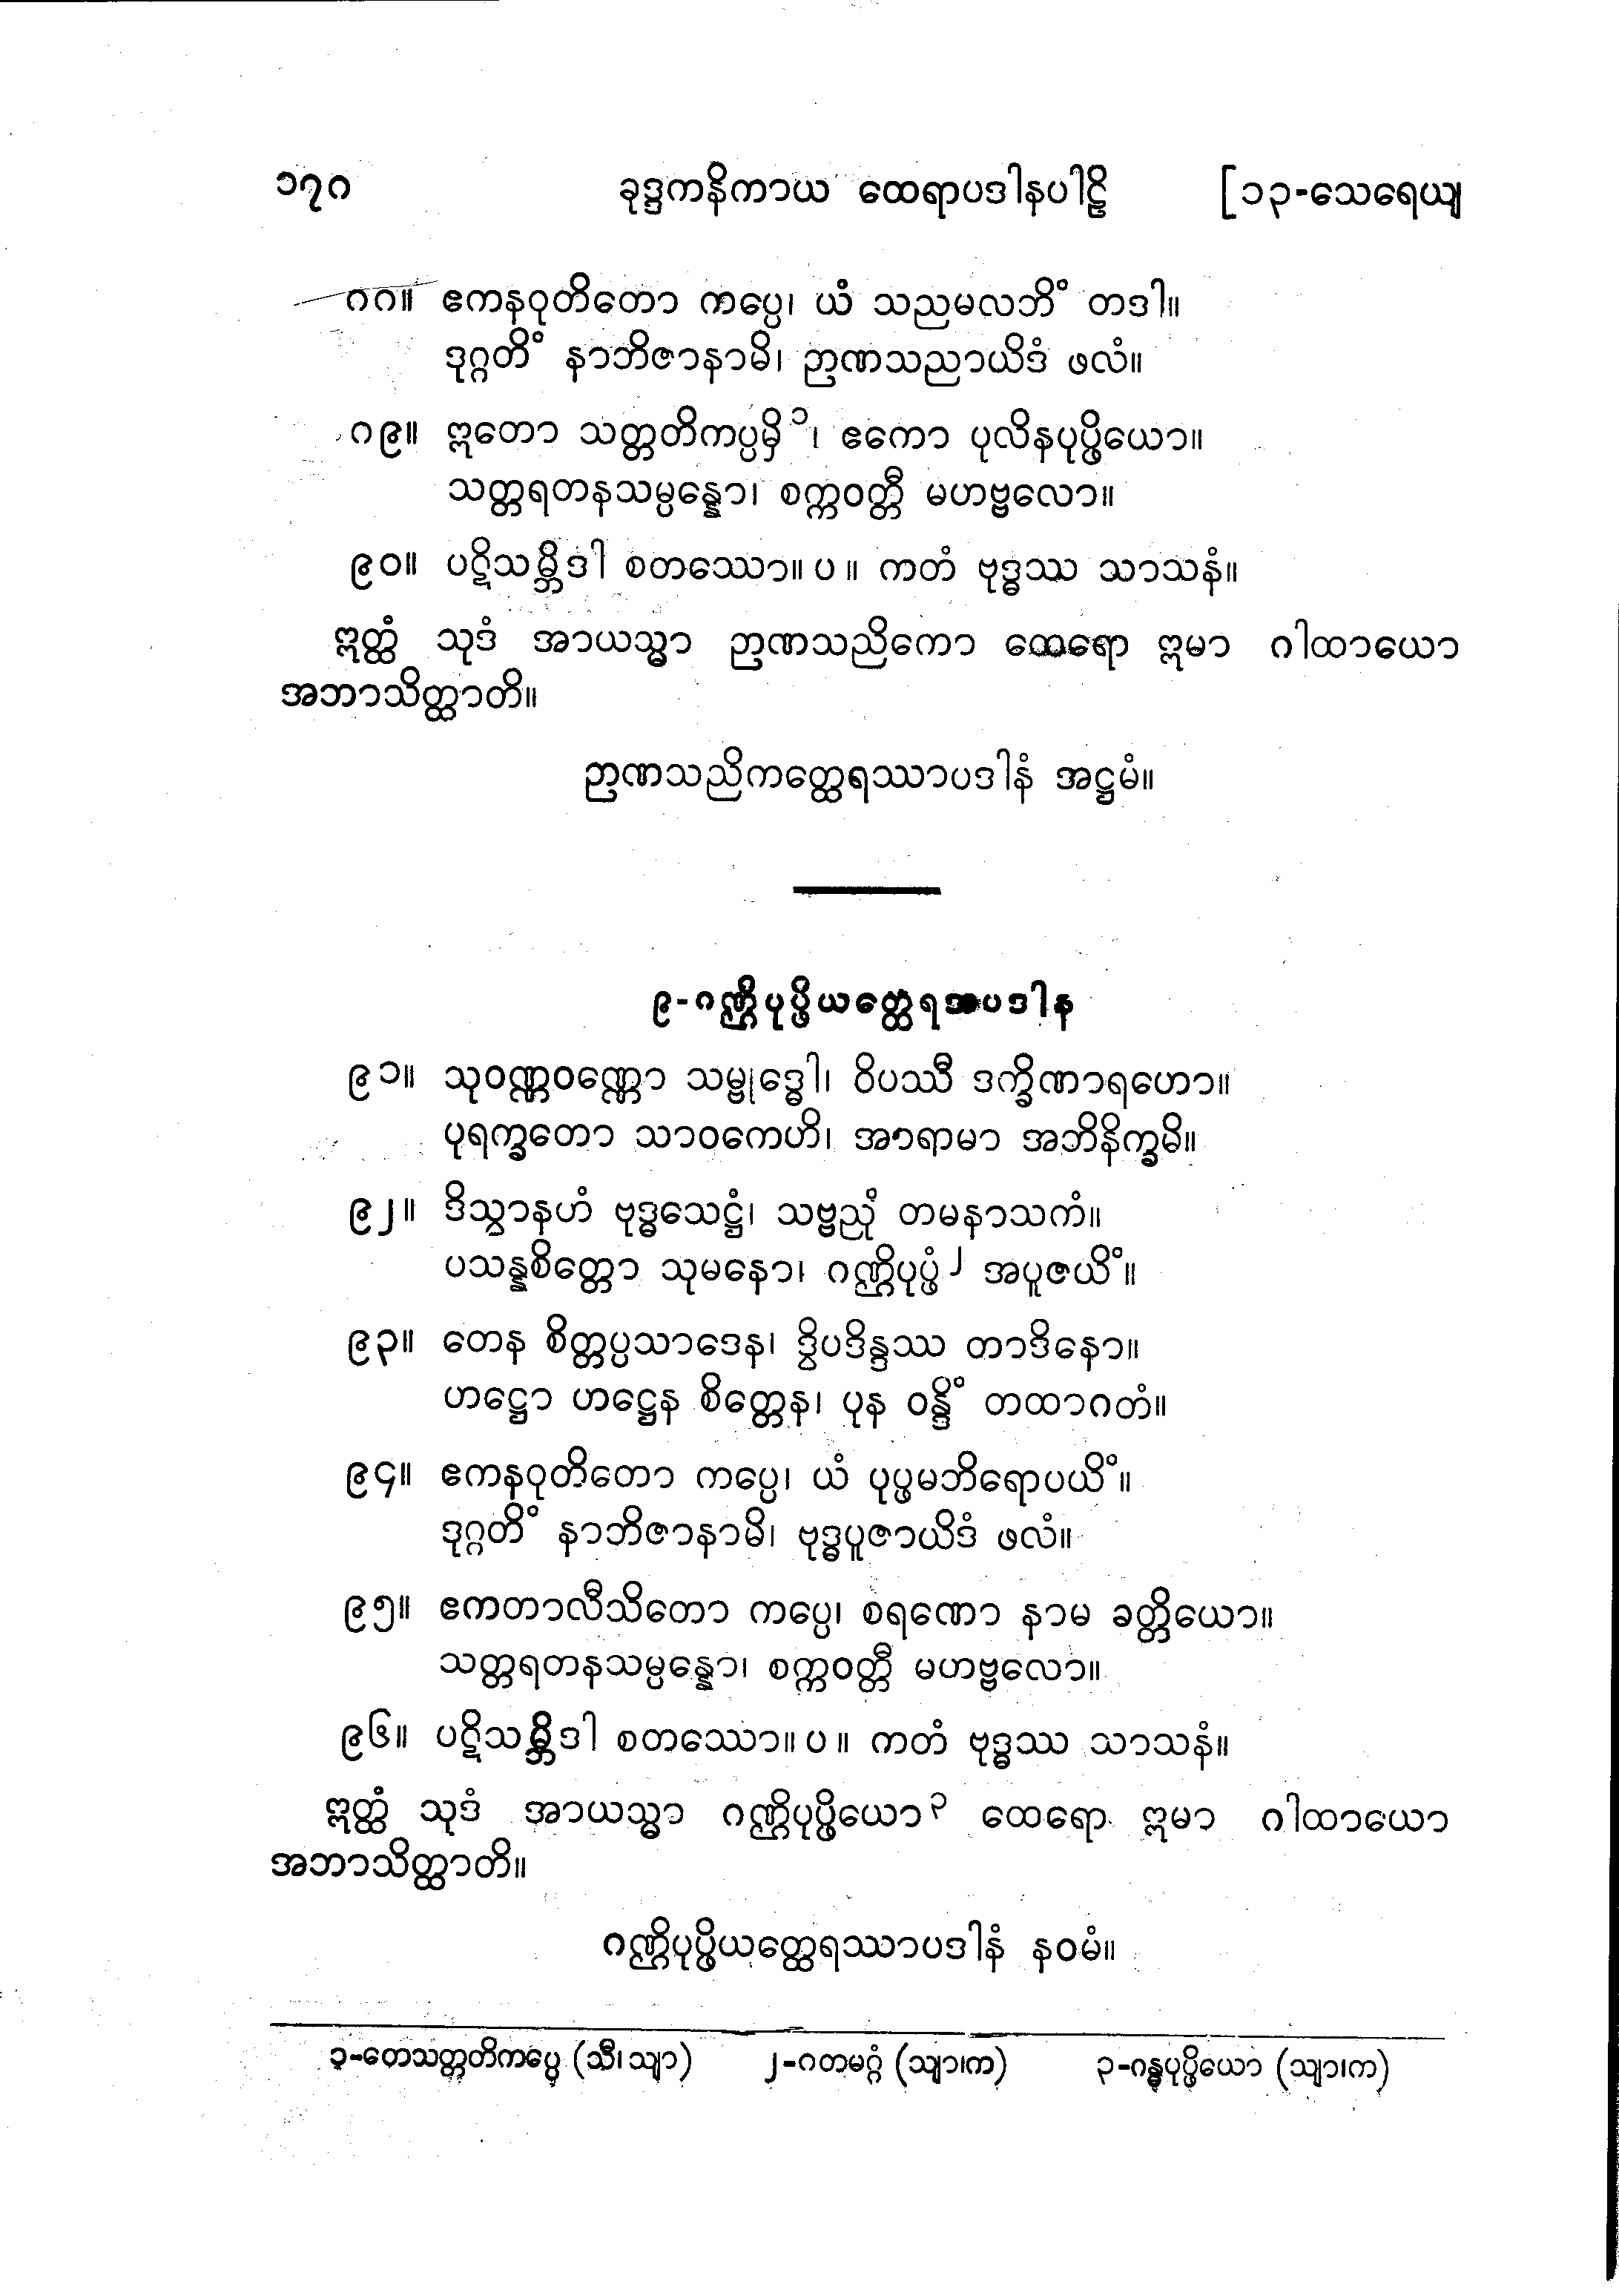 ၁၇၈ ခုဒ္ဒကနိကာယ ထေရာပဒါနပါဠိ [၁၃-သေရေယျ
၈၈။ ဧကနဝုတိတော ကပ္ပေ၊ ယံ သညမလဘိံ တဒါ။
ဒုဂ္ဂတိံ နာဘိဇာနာမိ၊ ဉာဏသညာယိဒံ ဖလံ။
၈၉။ ဣတော သတ္တတိကပ္ပမှိ၁၊ ဧကော ပုလိနပုပ္ဖိယော။
သတ္တရတနသမ္ပန္နော၊ စက္ကဝတ္တီ မဟဗ္ဗလော။
၉၀။ ပဋိသမ္ဘိဒါ စတဿော။ ပ ။ ကတံ ဗုဒ္ဓဿ သာသနံ။
ဣတ္ထံ သုဒံ အာယသ္မာ ဉာဏသညိကော ထေရော ဣမာ ဂါထာယော
အဘာသိတ္ထာတိ။
ဉာဏသညိကတ္ထေရဿာပဒါနံ အဋ္ဌမံ။
၉-ဂဏ္ဌိပုပ္ဖိယတ္ထေရအပဒါန
၉၁။ သုဝဏ္ဏဝဏ္ဏော သမ္ဗုဒ္ဓေါ၊ ဝိပဿီ ဒက္ခိဏာရဟော။
ပုရက္ခတော သာဝကေဟိ၊ အာရာမာ အဘိနိက္ခမိ။
၉၂။ ဒိသွာနဟံ ဗုဒ္ဓသေဋ္ဌံ၊ သဗ္ဗညုံ တမနာသကံ။
ပသန္နစိတ္တော သုမနော၊ ဂဏ္ဌိပုပ္ဖံ၂ အပူဇယိံ။
၉၃။ တေန စိတ္တပ္ပသာဒေန၊ ဒွိပဒိန္ဒဿ တာဒိနော။
ဟဋ္ဌော ဟဋ္ဌေန စိတ္တေန၊ ပုန ဝန္ဒိံ တထာဂတံ။
၉၄။ ဧကနဝုတိတော ကပ္ပေ၊ ယံ ပုပ္ဖမဘိရောပယိံ။
ဒုဂ္ဂတိံ နာဘိဇာနာမိ၊ ဗုဒ္ဓပူဇာယိဒံ ဖလံ။
၉၅။ ဧကတာလီသိတော ကပ္ပေ၊ စရဏော နာမ ခတ္တိယော။
သတ္တရတနသမ္ပန္နော၊ စက္ကဝတ္တီ မဟဗ္ဗလော။
၉၆။ ပဋိသမ္ဘိဒါ စတဿော။ ပ ။ ကတံ ဗုဒ္ဓဿ သာသနံ။
ဣတ္ထံ သုဒံ အာယသ္မာ ဂဏ္ဌိပုပ္ဖိယော၃ ထေရော ဣမာ ဂါထာယော
အဘာသိတ္ထာတိ။
ဂဏ္ဌိပုပ္ဖိယတ္ထေရဿာပဒါနံ နဝမံ။
၁-တေသတ္တတိကပ္ပေ (သီ၊ သျာ) ၂-ဂတမဂ္ဂံ (သျာ၊က) ၃-ဂန္ဓပုပ္ဖိယော (သျာ၊က)